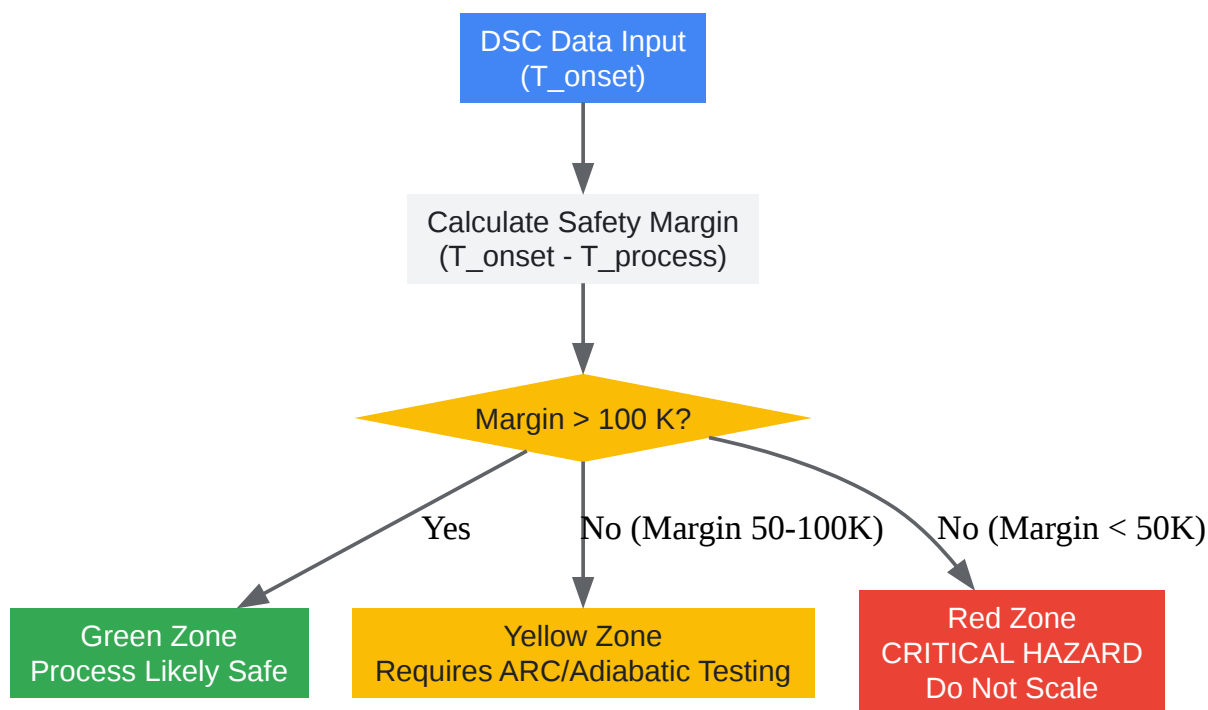 DSC Data Input
(T_onset)
Calculate Safety Margin
(T_onset - T_process)
Margin > 100 K?
Yes
No (Margin 50-100K)
No (Margin < 50K)
Green Zone
Process Likely Safe
Yellow Zone
Requires ARC/Adiabatic Testing
Red Zone
CRITICAL HAZARD
Do Not Scale